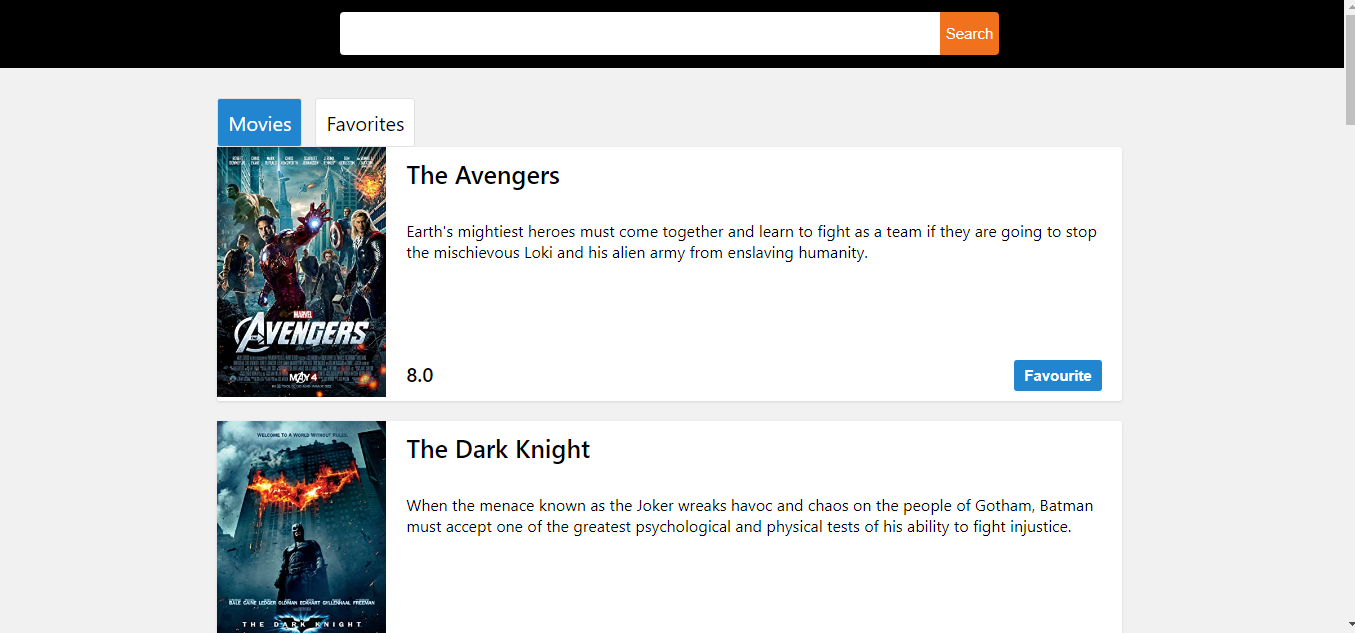 Search
Movies
Favorites
The Avengers
Earth's mightiest heroes must come together and learn to fight as a team if they are going to stop
the mischievous Loki and his alien army from enslaving humanity.
MARVEL
AVENGERS
MAY 4
8.0
Favourite
WELCOME TO A WORLD WITHOUT RULES.
The Dark Knight
When the menace known as the Joker wreaks havoc and chaos on the people of Gotham, Batman
must accept one of the greatest psychological and physical tests of his ability to fight injustice.
BALE CAINE LEDGER OLDMAN ECKHART GYLLENHAAL FREEMAN
THE DARK KNIGHT